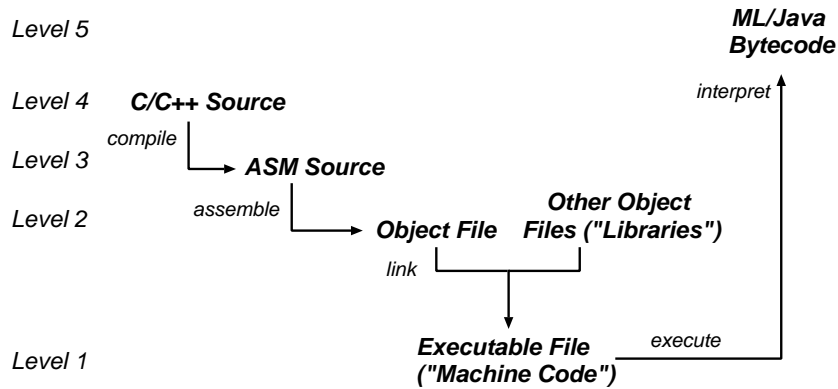 Level 5
ML/Java
Bytecode
Level 4
C/C++ Source
interpret
compile
Level 3
ASM Source
assemble
Level 2
Object File
Other Object
Files ("Libraries")
link
Level 1
Executable File
("Machine Code")
execute